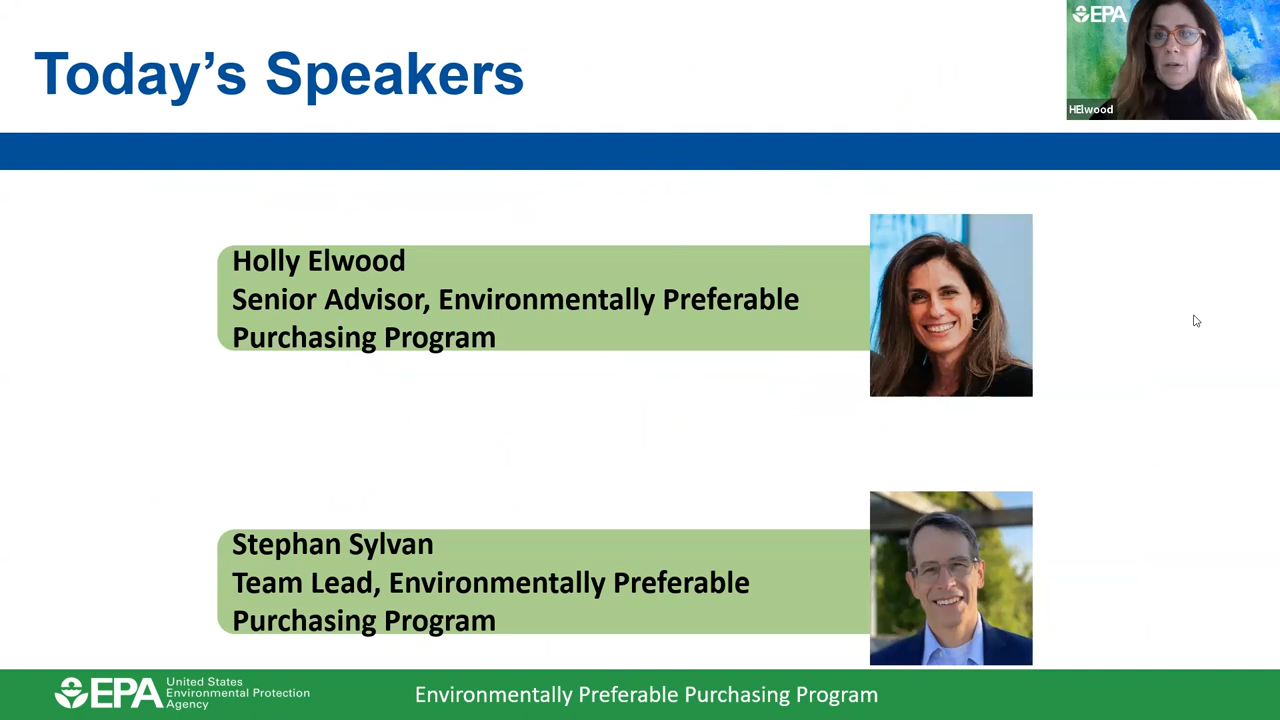 Today’s Speakers
EPA
HElwood
Holly Elwood
Senior Advisor, Environmentally Preferable
Purchasing Program
Stephan Sylvan
Team Lead, Environmentally Preferable
Purchasing Program
EPA
United States
Environmental Protection
Agency
Environmentally Preferable Purchasing Program